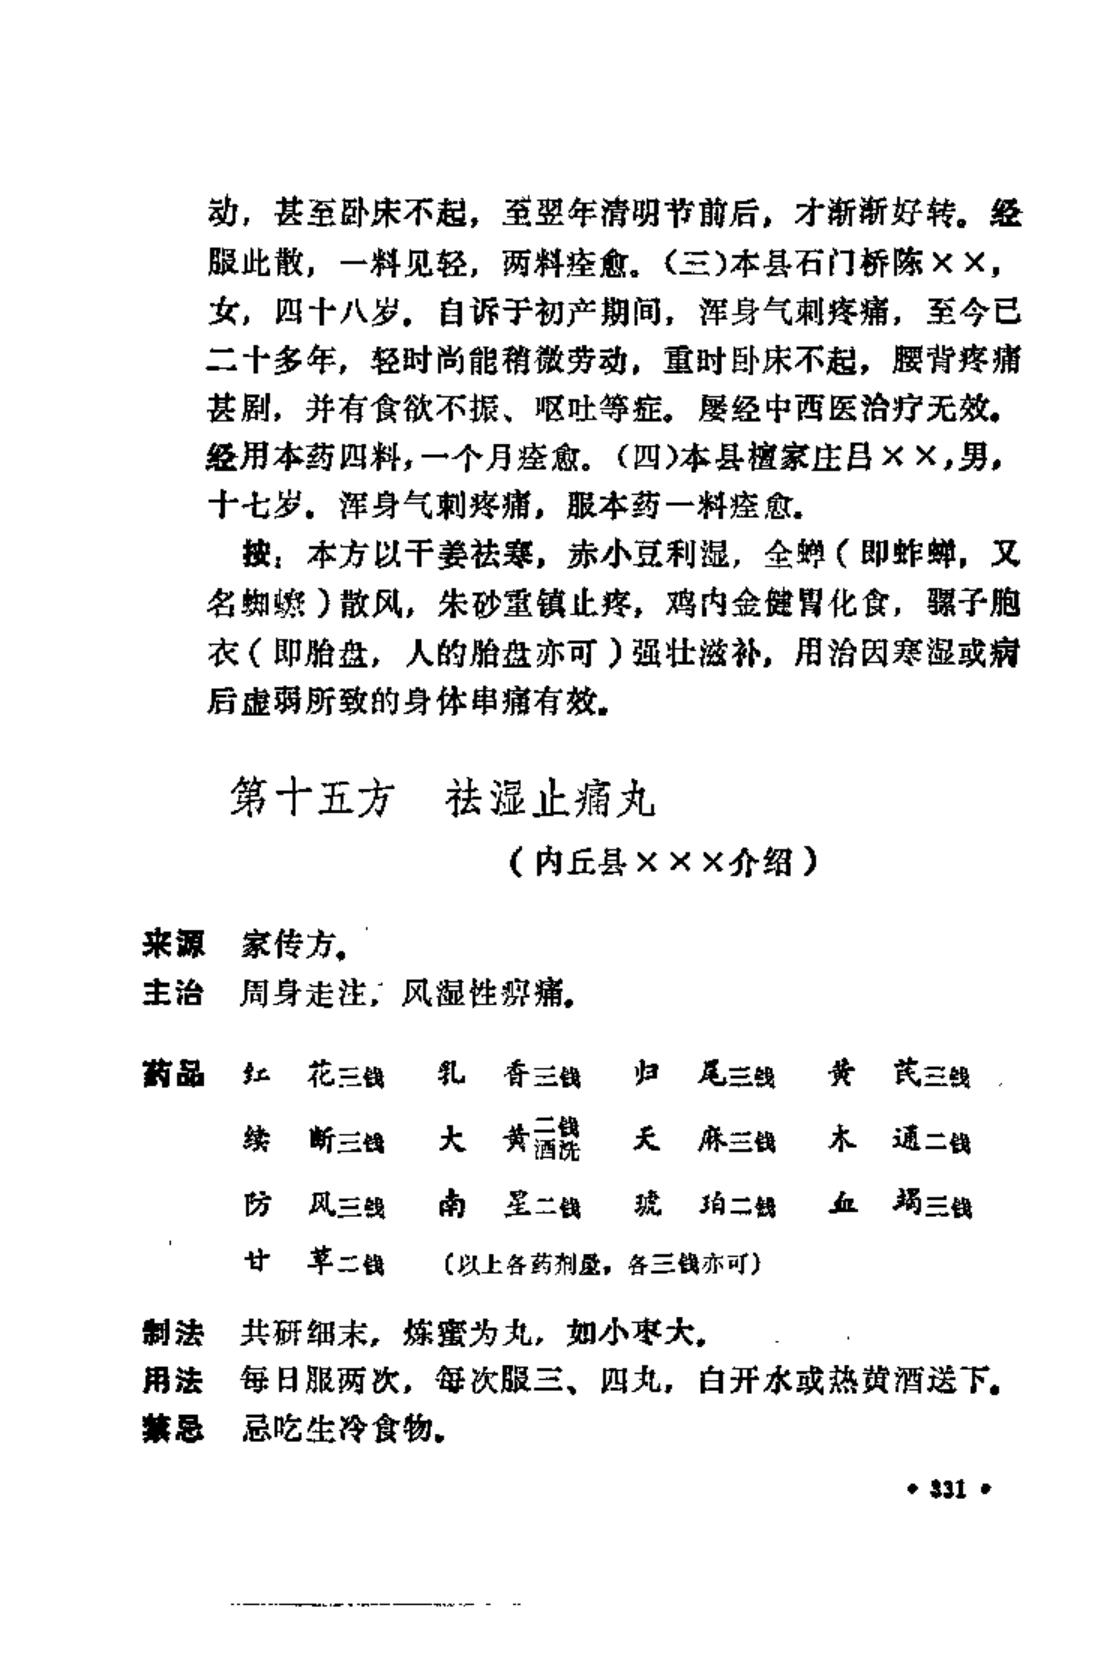 动，甚至卧床不起，至翌年清明节前后，才渐渐好转。经
服此散，一料见轻，两料痊愈。（三）本县石门桥陈××，
女，四十八岁。自诉于初产期间，浑身气刺疼痛，至今已
二十多年，轻时尚能稍微劳动，重时卧床不起，腰背疼痛
甚剧，并有食欲不振、呕吐等症。屡经中西医治疗无效。
经用本药四料，一个月痊愈。（四）本县檀家庄吕××，男，
十七岁。浑身气刺疼痛，服本药一料痊愈。
按：本方以干姜祛寒，赤小豆利湿，全蝉（即蚱蝉，又
名蜘蟟）散风，朱砂重镇止疼，鸡内金健胃化食，骡子胞
衣（即胎盘，人的胎盘亦可）强壮滋补，用治因寒湿或病
后虚弱所致的身体串痛有效。
第十五方 祛湿止痛丸
（内丘县×××介绍）
来源 家传方。
主治 周身走注，风湿性痹痛。
药品 红花三钱 乳香三钱 归尾三钱 黄芪三钱
续断三钱 大黄二钱酒洗 天麻三钱 木通二钱
防风三钱 南星二钱 琥珀二钱 血竭三钱
甘草二钱 （以上各药剂量，各三钱亦可）
制法 共研细末，炼蜜为丸，如小枣大。
用法 每日服两次，每次服三、四丸，白开水或热黄酒送下。
禁忌 忌吃生冷食物。
• 331 •